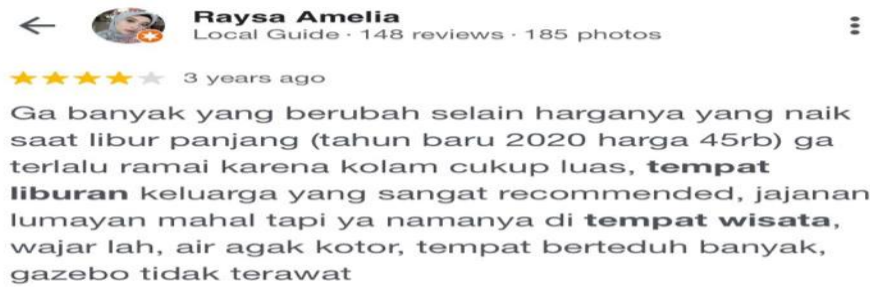 Raysa Amelia
Local Guide · 148 reviews · 185 photos
3 years ago
Ga banyak yang berubah selain harganya yang naik
saat libur panjang (tahun baru 2020 harga 45rb) ga
terlalu ramai karena kolam cukup luas, tempat
liburan keluarga yang sangat recommended, jajanan
lumayan mahal tapi ya namanya di tempat wisata,
wajar lah, air agak kotor, tempat berteduh banyak,
gazebo tidak terawat